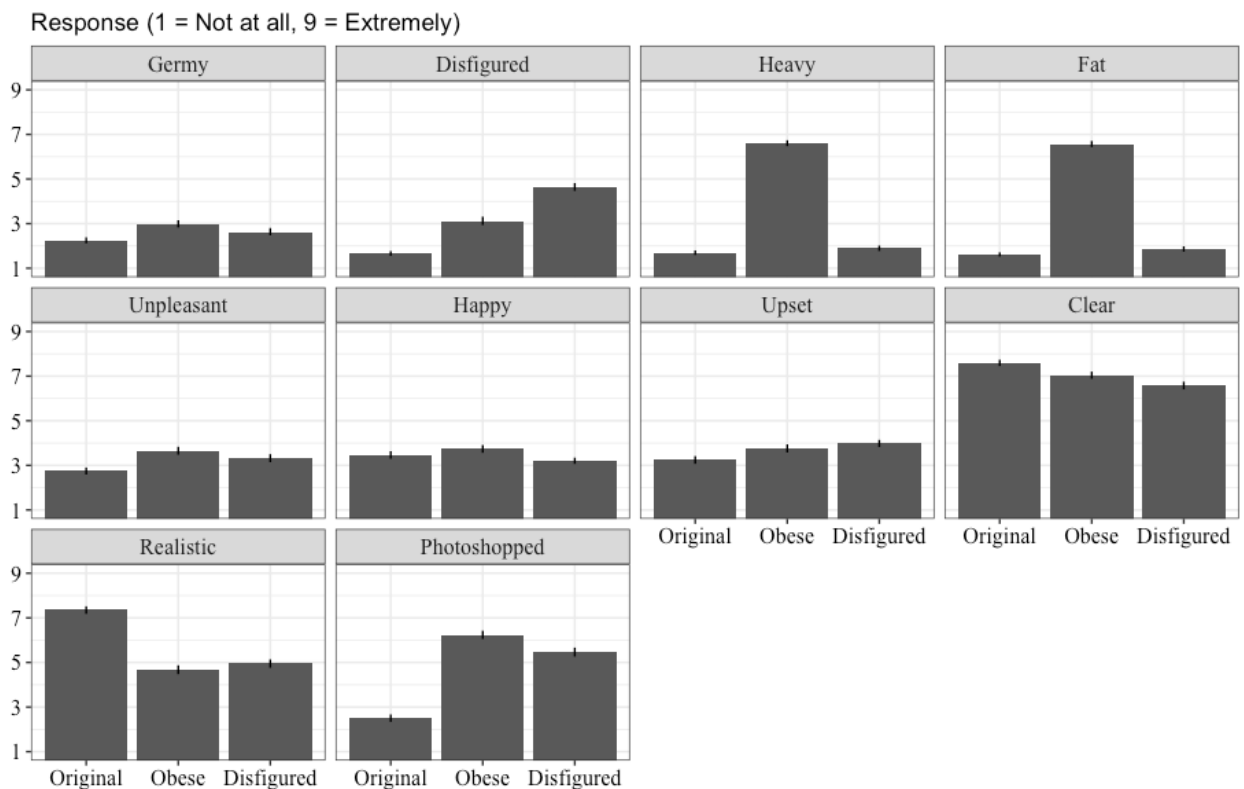 Response (1 = Not at all, 9 = Extremely)
Germy Disfigured Heavy Fat
9
7
5
3
1
Unpleasant Happy Upset Clear
9
7
5
3
1
Original Obese Disfigured Original Obese Disfigured
Realistic Photoshopped
9
7
5
3
1
Original Obese Disfigured Original Obese Disfigured